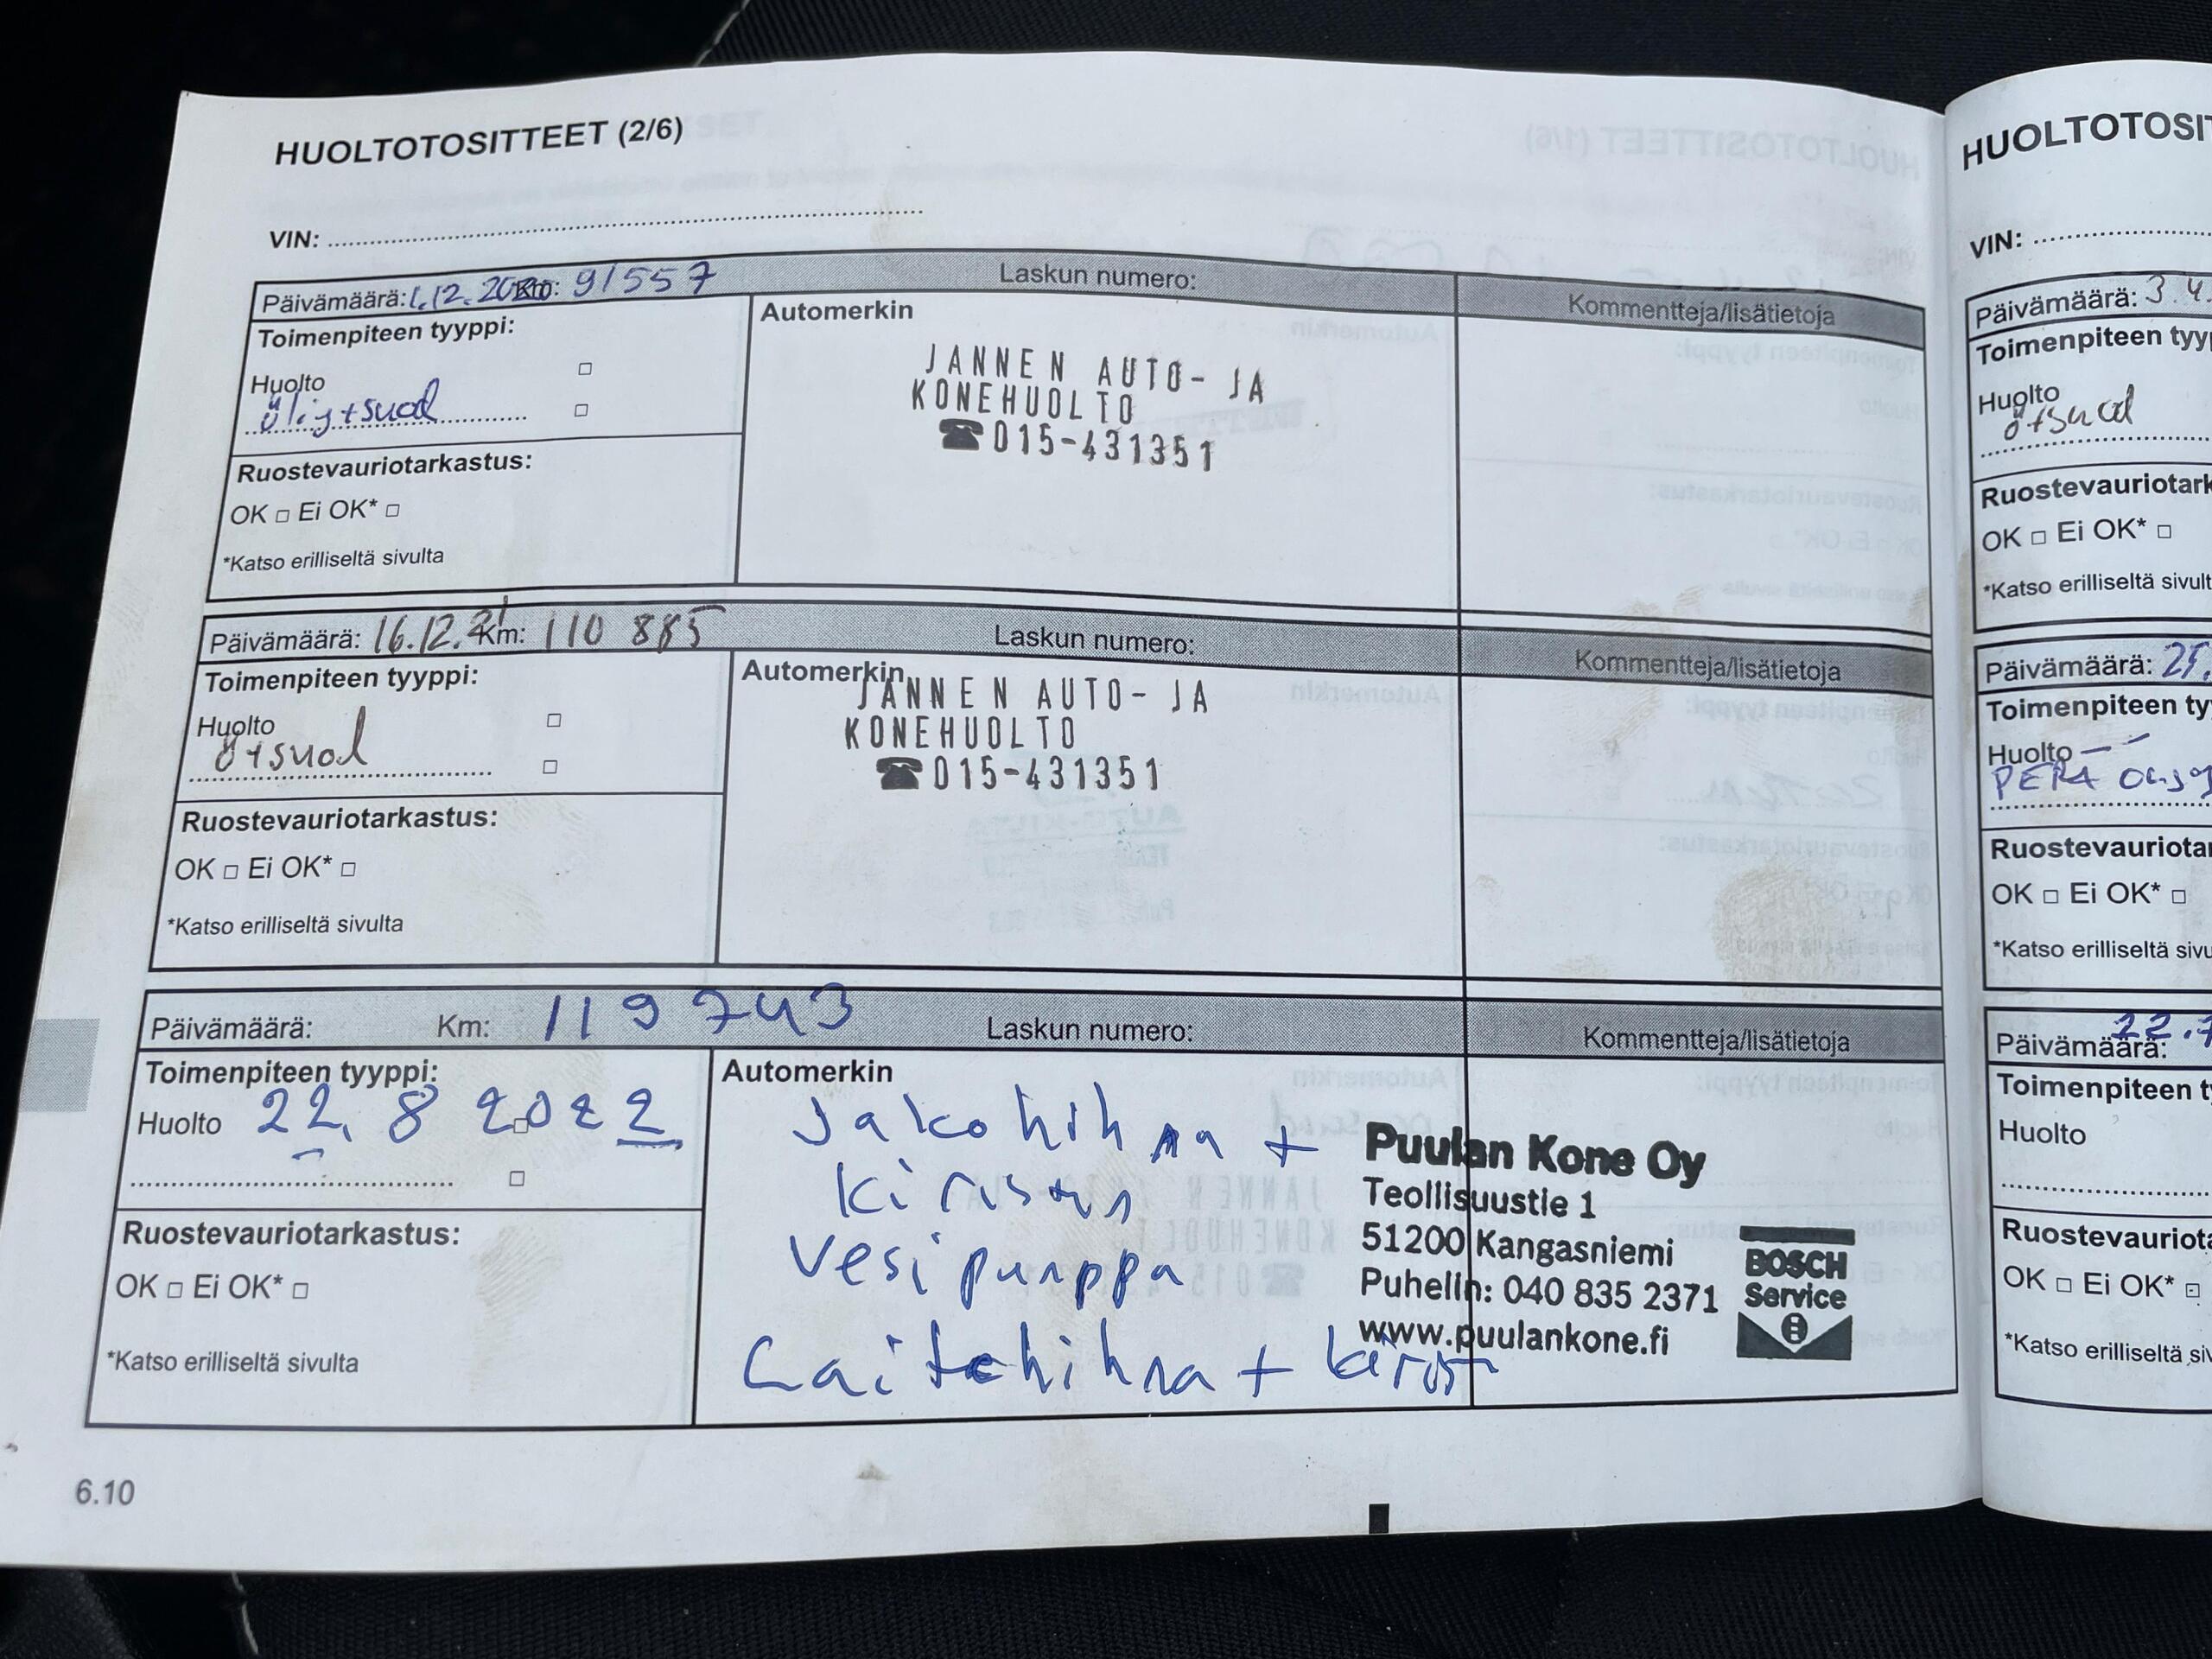 HUOLTOTOSITTEET (2/6)
VIN:
Päivämäärä: 1.12.2020 Km: 91557 Laskun numero: Kommentteja/lisätietoja
Toimenpiteen tyyppi:
Automerkin
Huolto
öljy+suod
JANNEN AUTO- JA
KONEHUOLTO
☎015-431351
Ruostevauriotarkastus:
OK □ Ei OK* □
*Katso erilliseltä sivulta
Päivämäärä: 16.12.21 Km: 110 885 Laskun numero: Kommentteja/lisätietoja
Toimenpiteen tyyppi:
Automerkin
Huolto
ö+suod
JANNEN AUTO- JA
KONEHUOLTO
☎015-431351
Ruostevauriotarkastus:
OK □ Ei OK* □
*Katso erilliseltä sivulta
Päivämäärä: Km: 119743 Laskun numero: Kommentteja/lisätietoja
Toimenpiteen tyyppi:
Automerkin
Huolto 22. 8 2022
Jakohihna +
kiristin
Vesipumppa
Laitehihna + kirist
Puulan Kone Oy
Teollisuustie 1
51200 Kangasniemi
Puhelin: 040 835 2371
www.puulankone.fi
BOSCH
Service
Ruostevauriotarkastus:
OK □ Ei OK* □
*Katso erilliseltä sivulta
6.10
HUOLTOTOSIT
VIN:
Päivämäärä: 3.4.
Toimenpiteen tyyp
Huolto
ö+suod
Ruostevauriotark
OK □ Ei OK* □
*Katso erilliseltä sivult
Päivämäärä: 25.
Toimenpiteen ty
Huolto
PERÄ
Ruostevauriotar
OK □ Ei OK* □
*Katso erilliseltä sivu
Päivämäärä: 22.7
Toimenpiteen t
Huolto
Ruostevauriota
OK □ Ei OK* □
*Katso erilliseltä siv